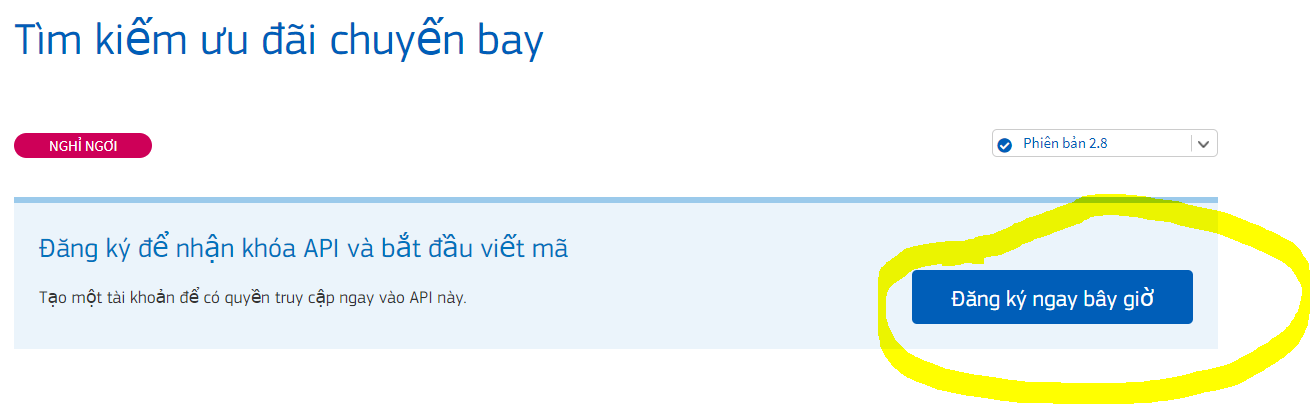 Tìm kiếm ưu đãi chuyến bay
NGHỈ NGƠI
Phiên bản 2.8
Đăng ký để nhận khóa API và bắt đầu viết mã
Tạo một tài khoản để có quyền truy cập ngay vào API này.
Đăng ký ngay bây giờ